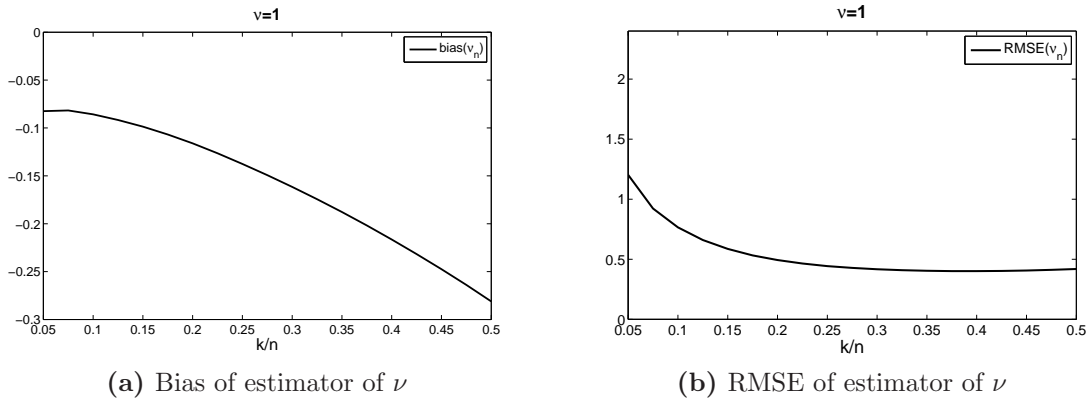 ν=1
bias(ν_n)
0
−0.05
−0.1
−0.15
−0.2
−0.25
−0.3
0.05 0.1 0.15 0.2 0.25 0.3 0.35 0.4 0.45 0.5
k/n
(a) Bias of estimator of ν
ν=1
RMSE(ν_n)
2
1.5
1
0.5
0
0.05 0.1 0.15 0.2 0.25 0.3 0.35 0.4 0.45 0.5
k/n
(b) RMSE of estimator of ν